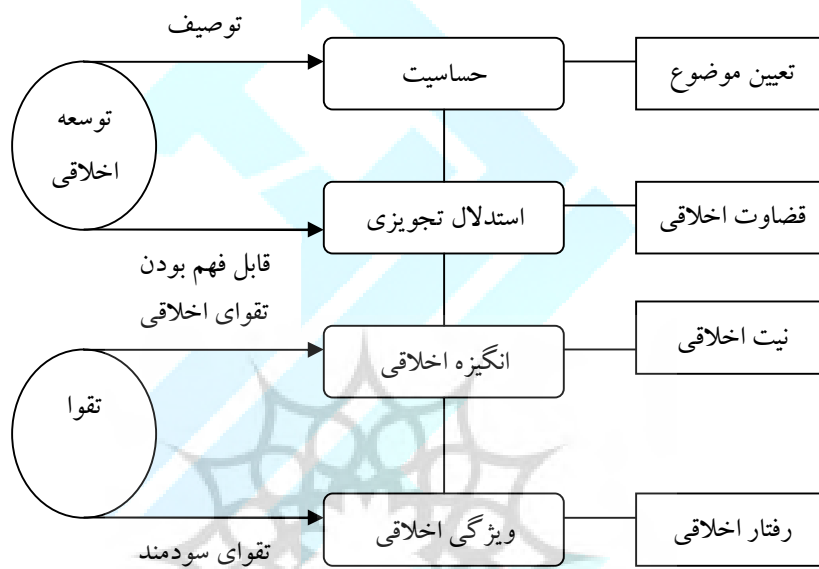 توصیف
حساسیت
تعیین موضوع
توسعه
اخلاقی
استدلال تجویزی
قضاوت اخلاقی
قابل فهم بودن
تقوای اخلاقی
انگیزه اخلاقی
نیت اخلاقی
تقوا
ویژگی اخلاقی
رفتار اخلاقی
تقوای سودمند